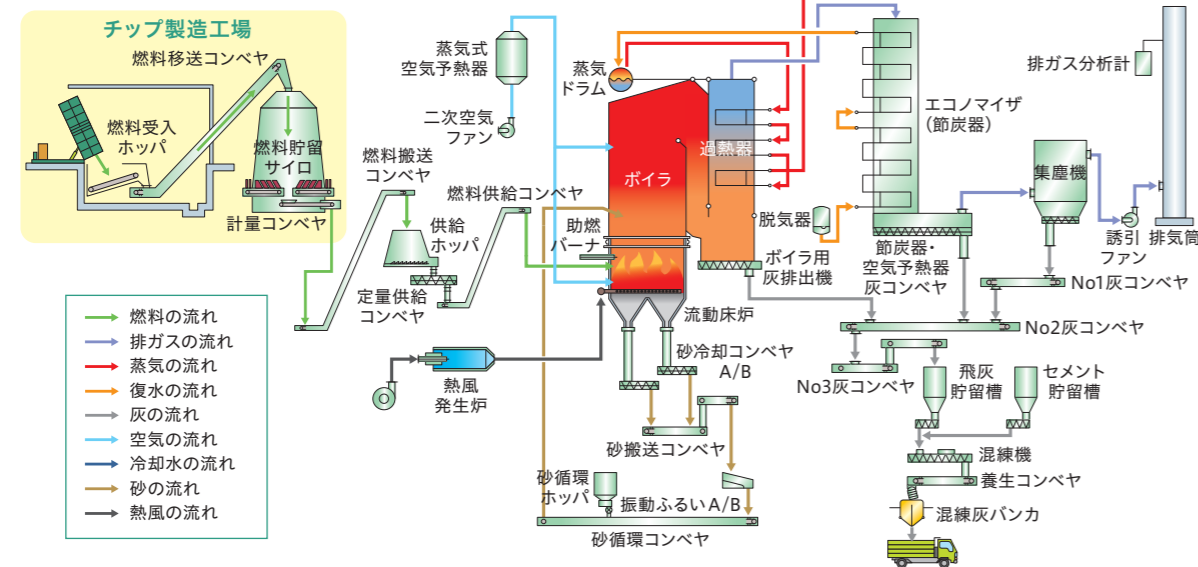 チップ製造工場
燃料移送コンベヤ
燃料受入
ホッパ
燃料貯留
サイロ
計量コンベヤ
燃料搬送
コンベヤ
供給
ホッパ
定量供給
コンベヤ
燃料供給コンベヤ
蒸気式
空気予熱器
二次空気
ファン
蒸気
ドラム
ボイラ
過熱器
助燃
バーナ
脱気器
ボイラ用
灰排出機
流動床炉
エコノマイザ
(節炭器)
節炭器・
空気予熱器
灰コンベヤ
集塵機
排ガス分析計
誘引
ファン
排気筒
No1灰コンベヤ
No2灰コンベヤ
No3灰コンベヤ
飛灰
貯留槽
セメント
貯留槽
混練機
養生コンベヤ
混練灰バンカ
熱風
発生炉
砂冷却コンベヤ
A/B
砂搬送コンベヤ
砂循環
ホッパ
振動ふるいA/B
砂循環コンベヤ
燃料の流れ
排ガスの流れ
蒸気の流れ
復水の流れ
灰の流れ
空気の流れ
冷却水の流れ
砂の流れ
熱風の流れ